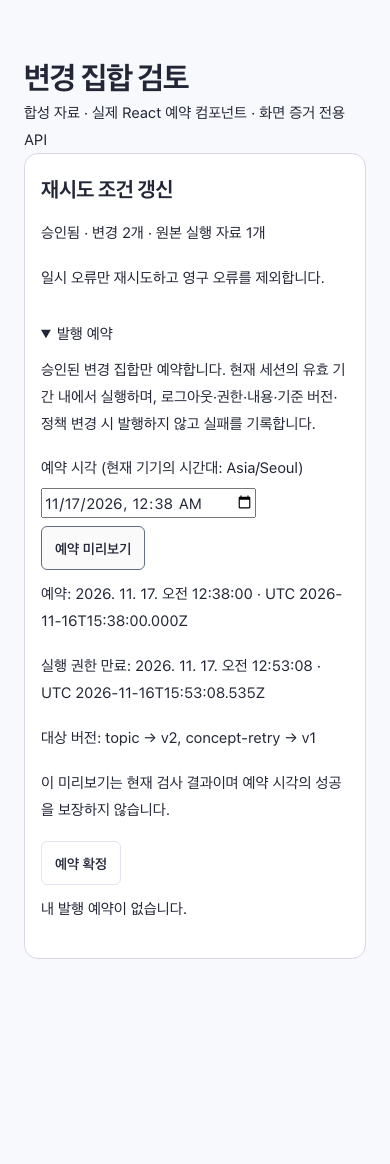 변경 집합 검토
합성 자료 · 실제 React 예약 컴포넌트 · 화면 증거 전용
API
재시도 조건 갱신
승인됨 · 변경 2개 · 원본 실행 자료 1개
일시 오류만 재시도하고 영구 오류를 제외합니다.
▼ 발행 예약
승인된 변경 집합만 예약합니다. 현재 세션의 유효 기
간 내에서 실행하며, 로그아웃·권한·내용·기준 버전·
정책 변경 시 발행하지 않고 실패를 기록합니다.
예약 시각 (현재 기기의 시간대: Asia/Seoul)
11/17/2026, 12:38 AM
예약 미리보기
예약: 2026. 11. 17. 오전 12:38:00 · UTC 2026-
11-16T15:38:00.000Z
실행 권한 만료: 2026. 11. 17. 오전 12:53:08 ·
UTC 2026-11-16T15:53:08.535Z
대상 버전: topic → v2, concept-retry → v1
이 미리보기는 현재 검사 결과이며 예약 시각의 성공
을 보장하지 않습니다.
예약 확정
내 발행 예약이 없습니다.